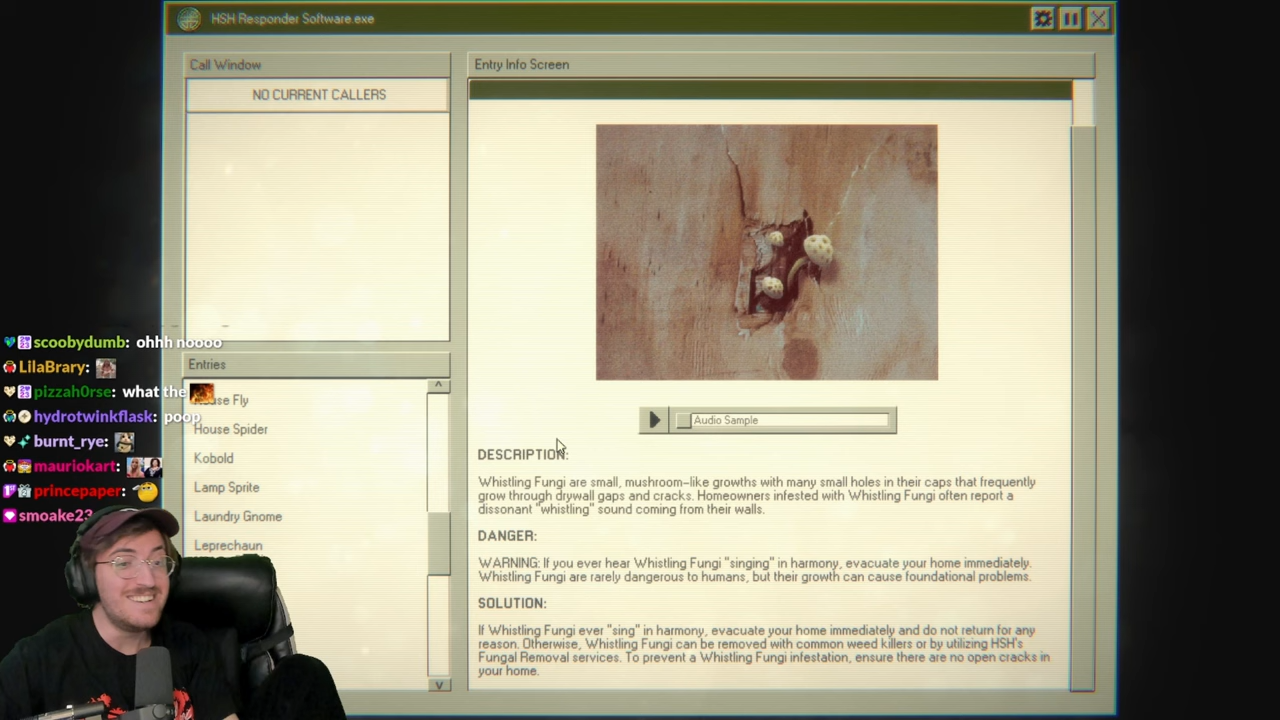 HSH Responder Software.exe
Call Window
NO CURRENT CALLERS
Entry Info Screen
Audio Sample
DESCRIPTION:
Whistling Fungi are small, mushroom-like growths with many small holes in their caps that frequently
grow through drywall gaps and cracks. Homeowners infested with Whistling Fungi often report a
dissonant "whistling" sound coming from their walls.
DANGER:
WARNING: If you ever hear Whistling Fungi "singing" in harmony, evacuate your home immediately.
Whistling Fungi are rarely dangerous to humans, but their growth can cause foundational problems.
SOLUTION:
If Whistling Fungi ever "sing" in harmony, evacuate your home immediately and do not return for any
reason. Otherwise, Whistling Fungi can be removed with common weed killers or by utilizing HSH's
Fungal Removal services. To prevent a Whistling Fungi infestation, ensure there are no open cracks in
your home.
Entries
Fly
House Spider
Kobold
Lamp Sprite
Laundry Gnome
Leprechaun
scoobydumb: ohhh noooo
LilaBrary:
pizzah0rse: what the
hydrotwinkflask: poop
burnt_rye:
mauriokart:
princepaper:
smoake23